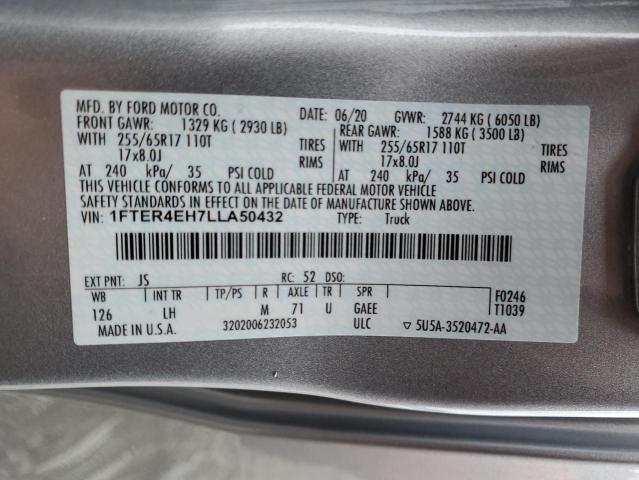 MFD. BY FORD MOTOR CO. DATE: 06/20 GVWR: 2744 KG ( 6050 LB)
FRONT GAWR: 1329 KG ( 2930 LB) REAR GAWR: 1588 KG ( 3500 LB)
WITH 255/65R17 110T TIRES WITH 255/65R17 110T TIRES
17x8.0J RIMS 17x8.0J RIMS
AT 240 kPa/ 35 PSI COLD AT 240 kPa/ 35 PSI COLD
THIS VEHICLE CONFORMS TO ALL APPLICABLE FEDERAL MOTOR VEHICLE
SAFETY STANDARDS IN EFFECT ON THE DATE OF MANUFACTURE SHOWN ABOVE.
VIN: 1FTER4EH7LLA50432 TYPE: Truck
EXT PNT: JS RC: 52 DSO:
WB INT TR TP/PS R AXLE TR SPR F0246
126 LH M 71 U GAEE T1039
MADE IN U.S.A. 3202006232053 ULC ▽ 5U5A-3520472-AA